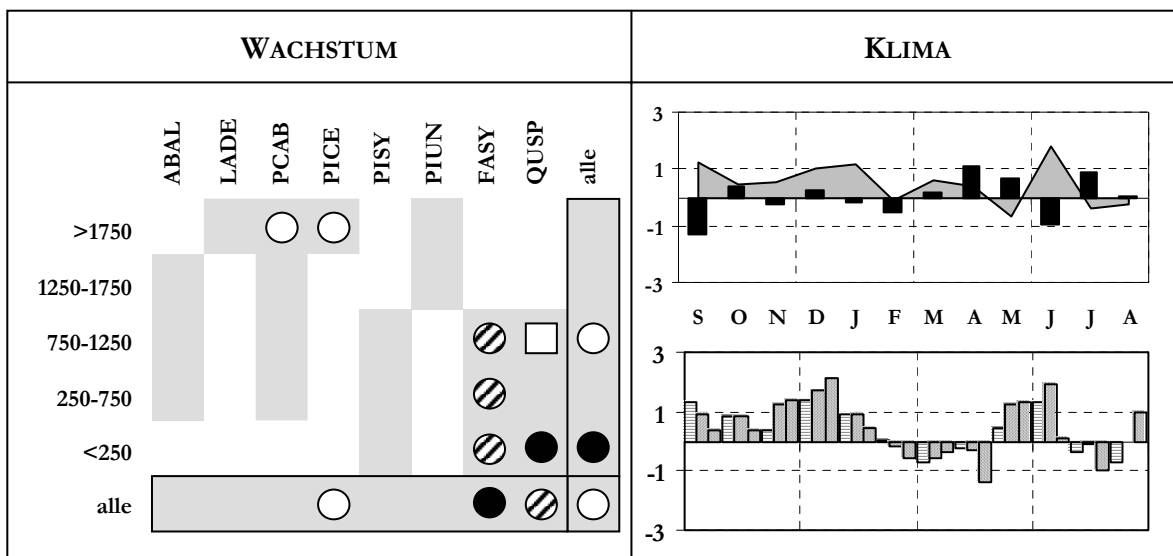 WACHSTUM
KLIMA
ABAL LADE PCAB PICE PISY PIUN FASY QUSP alle
>1750
1250-1750
750-1250
250-750
<250
alle
3
1
-1
-3
S O N D J F M A M J J A
3
1
-1
-3